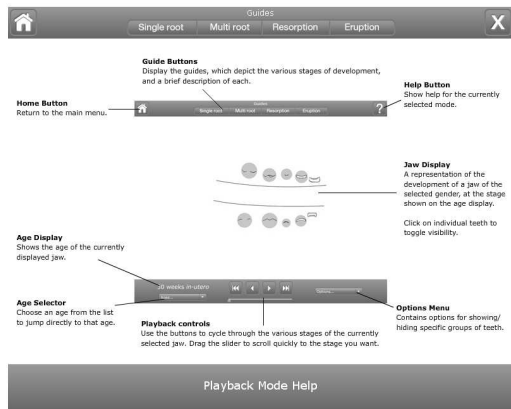 Guides
Single root Multi root Resorption Eruption X
Guide Buttons
Display the guides, which depict the various stages of development,
and a brief description of each.
Help Button
Show help for the currently
selected mode.
Home Button
Return to the main menu.
Guides
Single root Multi root Resorption Eruption ?
Jaw Display
A representation of the
development of a jaw of the
selected gender, at the stage
shown on the age display.
Click on individual teeth to
toggle visibility.
Age Display
Shows the age of the currently
displayed jaw.
30 weeks in-utero
Age...
Options...
Age Selector
Choose an age from the list
to jump directly to that age.
Options Menu
Contains options for showing/
hiding specific groups of teeth.
Playback controls
Use the buttons to cycle through the various stages of the currently
selected jaw. Drag the slider to scroll quickly to the stage you want.
Playback Mode Help